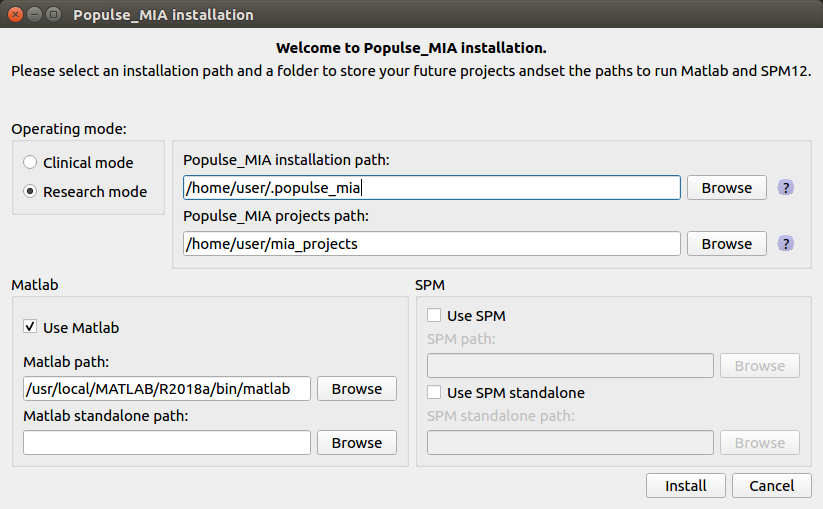 Populse_MIA installation
Welcome to Populse_MIA installation.
Please select an installation path and a folder to store your future projects andset the paths to run Matlab and SPM12.
Operating mode:
Clinical mode
Research mode
Populse_MIA installation path:
/home/user/.populse_mia
Browse
?
Populse_MIA projects path:
/home/user/mia_projects
Browse
?
Matlab
Use Matlab
Matlab path:
/usr/local/MATLAB/R2018a/bin/matlab
Browse
Matlab standalone path:
Browse
SPM
Use SPM
SPM path:
Browse
Use SPM standalone
SPM standalone path:
Browse
Install
Cancel